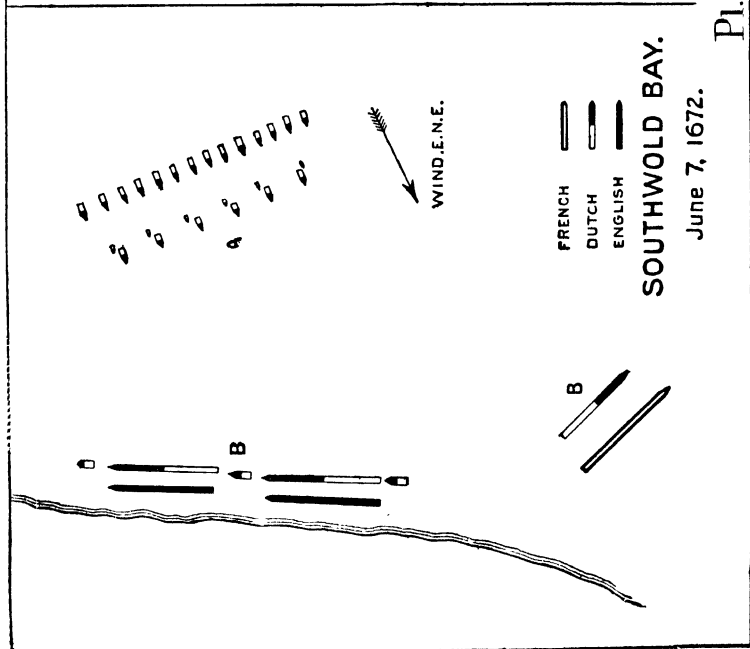 Pl.
SOUTHWOLD BAY.
June 7, 1672.
FRENCH
DUTCH
ENGLISH
WIND.E.N.E.
A
B
B